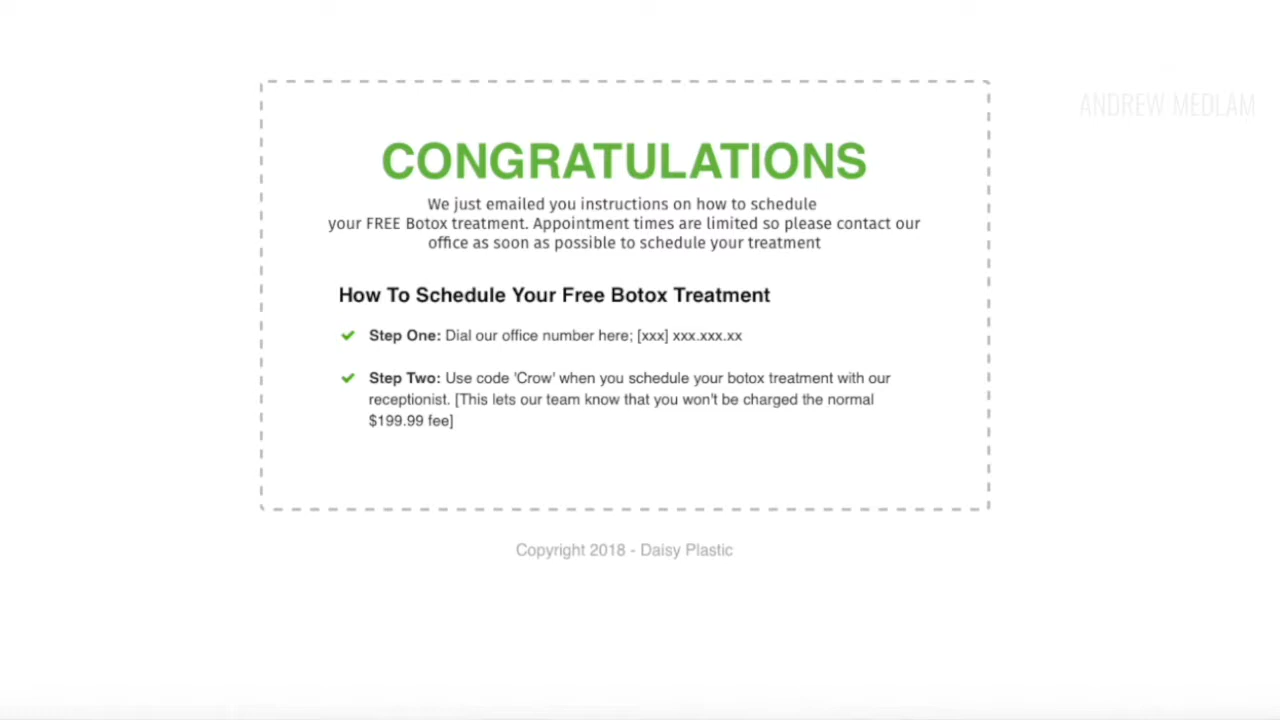 ANDREW MEDLAM
CONGRATULATIONS
We just emailed you instructions on how to schedule
your FREE Botox treatment. Appointment times are limited so please contact our
office as soon as possible to schedule your treatment
How To Schedule Your Free Botox Treatment
Step One: Dial our office number here; [xxx] xxx.xxx.xx
Step Two: Use code 'Crow' when you schedule your botox treatment with our
receptionist. [This lets our team know that you won't be charged the normal
$199.99 fee]
Copyright 2018 - Daisy Plastic